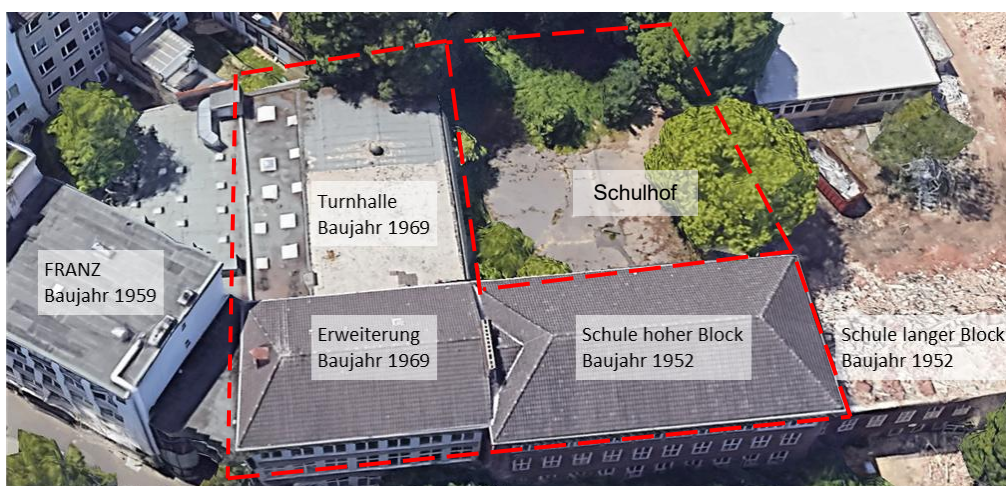 Turnhalle
Baujahr 1969
Schulhof
FRANZ
Baujahr 1959
Erweiterung
Baujahr 1969
Schule hoher Block
Baujahr 1952
Schule langer Block
Baujahr 1952